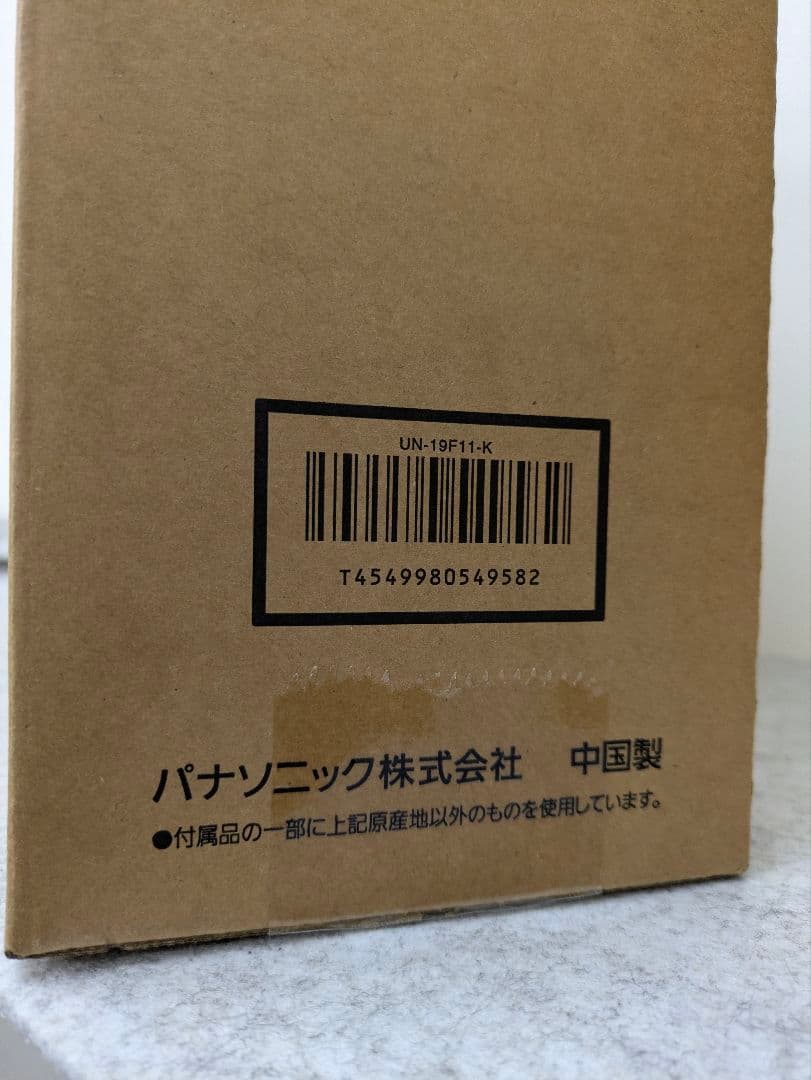 UN-19F11-K
T4549980549582
パナソニック株式会社 中国製
●付属品の一部に上記原産地以外のものを使用しています。